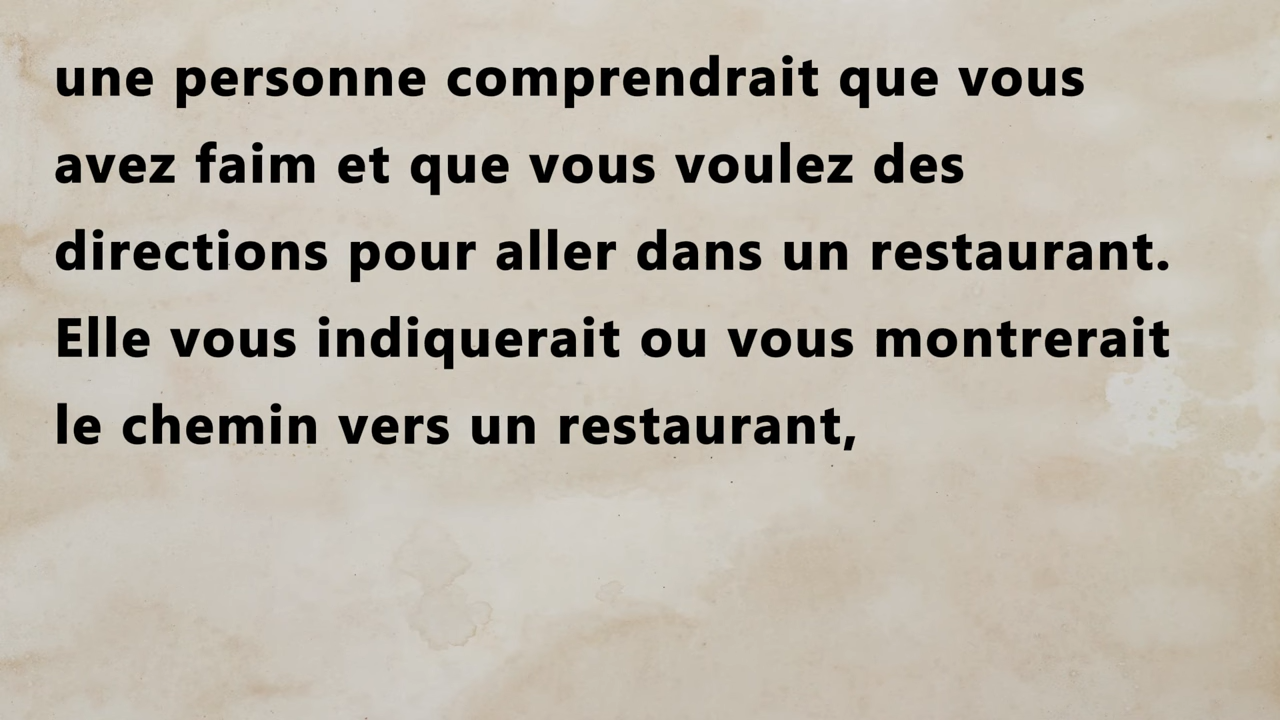 une personne comprendrait que vous
avez faim et que vous voulez des
directions pour aller dans un restaurant.
Elle vous indiquerait ou vous montrerait
le chemin vers un restaurant,